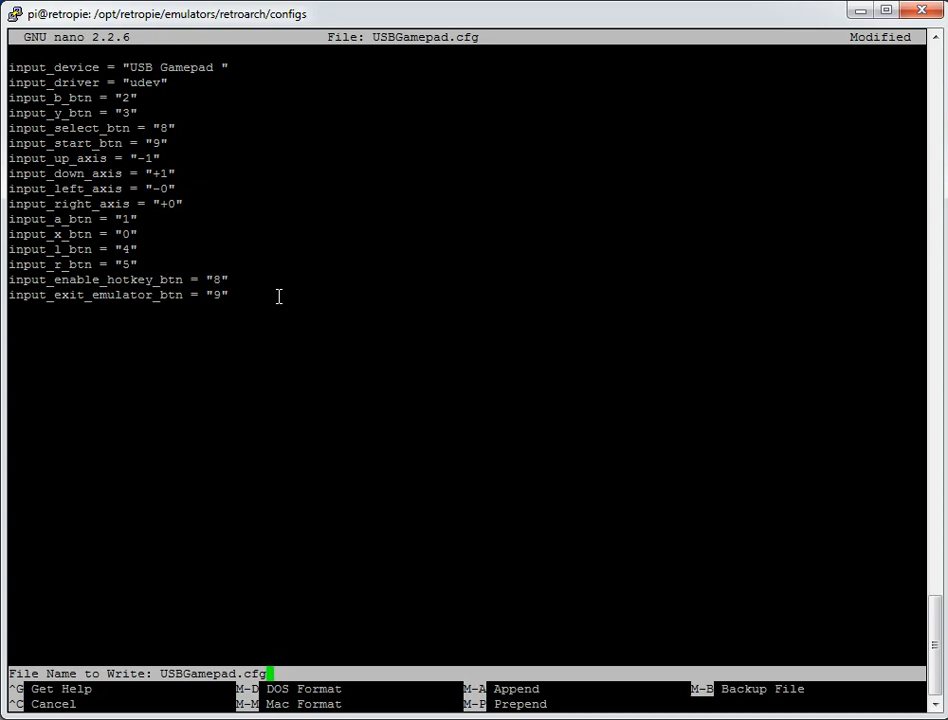 pi@retropie: /opt/retropie/emulators/retroarch/configs
GNU nano 2.2.6 File: USBGamepad.cfg Modified
input_device = "USB Gamepad "
input_driver = "udev"
input_b_btn = "2"
input_y_btn = "3"
input_select_btn = "8"
input_start_btn = "9"
input_up_axis = "-1"
input_down_axis = "+1"
input_left_axis = "-0"
input_right_axis = "+0"
input_a_btn = "1"
input_x_btn = "0"
input_l_btn = "4"
input_r_btn = "5"
input_enable_hotkey_btn = "8"
input_exit_emulator_btn = "9"
File Name to Write: USBGamepad.cfg
^G Get Help M-D DOS Format M-A Append M-B Backup File
^C Cancel M-M Mac Format M-P Prepend